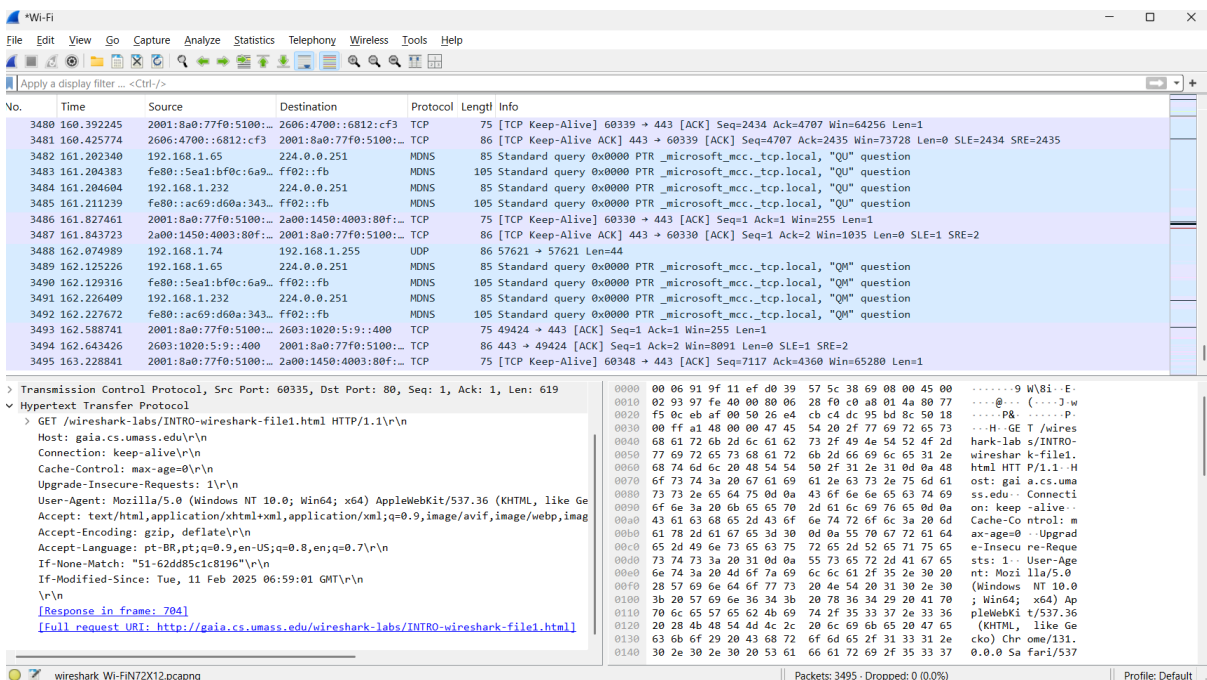 *Wi-Fi
File Edit View Go Capture Analyze Statistics Telephony Wireless Tools Help
Apply a display filter ... <Ctrl-/>
No. Time Source Destination Protocol Length Info
3480 160.392245 2001:8a0:77f0:5100:… 2606:4700::6812:cf3 TCP 75 [TCP Keep-Alive] 60339 → 443 [ACK] Seq=2434 Ack=4707 Win=64256 Len=1
3481 160.425774 2606:4700::6812:cf3 2001:8a0:77f0:5100:… TCP 86 [TCP Keep-Alive ACK] 443 → 60339 [ACK] Seq=4707 Ack=2435 Win=73728 Len=0 SLE=2434 SRE=2435
3482 161.202340 192.168.1.65 224.0.0.251 MDNS 85 Standard query 0x0000 PTR _microsoft_mcc._tcp.local, "QU" question
3483 161.204383 fe80::5ea1:bf0c:6a9… ff02::fb MDNS 105 Standard query 0x0000 PTR _microsoft_mcc._tcp.local, "QU" question
3484 161.204604 192.168.1.232 224.0.0.251 MDNS 85 Standard query 0x0000 PTR _microsoft_mcc._tcp.local, "QU" question
3485 161.211239 fe80::ac69:d60a:343… ff02::fb MDNS 105 Standard query 0x0000 PTR _microsoft_mcc._tcp.local, "QU" question
3486 161.827461 2001:8a0:77f0:5100:… 2a00:1450:4003:80f:… TCP 75 [TCP Keep-Alive] 60330 → 443 [ACK] Seq=1 Ack=1 Win=255 Len=1
3487 161.843723 2a00:1450:4003:80f:… 2001:8a0:77f0:5100:… TCP 86 [TCP Keep-Alive ACK] 443 → 60330 [ACK] Seq=1 Ack=2 Win=1035 Len=0 SLE=1 SRE=2
3488 162.074989 192.168.1.74 192.168.1.255 UDP 86 57621 → 57621 Len=44
3489 162.125226 192.168.1.65 224.0.0.251 MDNS 85 Standard query 0x0000 PTR _microsoft_mcc._tcp.local, "QM" question
3490 162.129316 fe80::5ea1:bf0c:6a9… ff02::fb MDNS 105 Standard query 0x0000 PTR _microsoft_mcc._tcp.local, "QM" question
3491 162.226409 192.168.1.232 224.0.0.251 MDNS 85 Standard query 0x0000 PTR _microsoft_mcc._tcp.local, "QM" question
3492 162.227672 fe80::ac69:d60a:343… ff02::fb MDNS 105 Standard query 0x0000 PTR _microsoft_mcc._tcp.local, "QM" question
3493 162.588741 2001:8a0:77f0:5100:… 2603:1020:5:9::400 TCP 75 49424 → 443 [ACK] Seq=1 Ack=1 Win=255 Len=1
3494 162.643426 2603:1020:5:9::400 2001:8a0:77f0:5100:… TCP 86 443 → 49424 [ACK] Seq=1 Ack=2 Win=8091 Len=0 SLE=1 SRE=2
3495 163.228841 2001:8a0:77f0:5100:… 2a00:1450:4003:80f:… TCP 75 [TCP Keep-Alive] 60348 → 443 [ACK] Seq=7117 Ack=4360 Win=65280 Len=1
Transmission Control Protocol, Src Port: 60335, Dst Port: 80, Seq: 1, Ack: 1, Len: 619
Hypertext Transfer Protocol
GET /wireshark-labs/INTRO-wireshark-file1.html HTTP/1.1\r\n
Host: gaia.cs.umass.edu\r\n
Connection: keep-alive\r\n
Cache-Control: max-age=0\r\n
Upgrade-Insecure-Requests: 1\r\n
User-Agent: Mozilla/5.0 (Windows NT 10.0; Win64; x64) AppleWebKit/537.36 (KHTML, like Ge
Accept: text/html,application/xhtml+xml,application/xml;q=0.9,image/avif,image/webp,imag
Accept-Encoding: gzip, deflate\r\n
Accept-Language: pt-BR,pt;q=0.9,en-US;q=0.8,en;q=0.7\r\n
If-None-Match: "51-62dd85c1c8196"\r\n
If-Modified-Since: Tue, 11 Feb 2025 06:59:01 GMT\r\n
\r\n
[Response in frame: 704]
[Full request URI: http://gaia.cs.umass.edu/wireshark-labs/INTRO-wireshark-file1.html]
0000 00 06 91 9f 11 ef d0 39 57 5c 38 69 08 00 45 00 ·······9 W\8i··E·
0010 02 93 97 fe 40 00 80 06 28 f0 c0 a8 01 4a 80 77 ····@··· (····J·w
0020 f5 0c eb af 00 50 26 e4 cb c4 dc 95 bd 8c 50 18 ·····P&· ······P·
0030 00 ff a1 48 00 00 47 45 54 20 2f 77 69 72 65 73 ···H··GE T /wires
0040 68 61 72 6b 2d 6c 61 62 73 2f 49 4e 54 52 4f 2d hark-lab s/INTRO-
0050 77 69 72 65 73 68 61 72 6b 2d 66 69 6c 65 31 2e wireshar k-file1.
0060 68 74 6d 6c 20 48 54 54 50 2f 31 2e 31 0d 0a 48 html HTT P/1.1··H
0070 6f 73 74 3a 20 67 61 69 61 2e 63 73 2e 75 6d 61 ost: gai a.cs.uma
0080 73 73 2e 65 64 75 0d 0a 43 6f 6e 6e 65 63 74 69 ss.edu·· Connecti
0090 6f 6e 3a 20 6b 65 65 70 2d 61 6c 69 76 65 0d 0a on: keep -alive··
00a0 43 61 63 68 65 2d 43 6f 6e 74 72 6f 6c 3a 20 6d Cache-Co ntrol: m
00b0 61 78 2d 61 67 65 3d 30 0d 0a 55 70 67 72 61 64 ax-age=0 ··Upgrad
00c0 65 2d 49 6e 73 65 63 75 72 65 2d 52 65 71 75 65 e-Insecu re-Reque
00d0 73 74 73 3a 20 31 0d 0a 55 73 65 72 2d 41 67 65 sts: 1·· User-Age
00e0 6e 74 3a 20 4d 6f 7a 69 6c 6c 61 2f 35 2e 30 20 nt: Mozi lla/5.0
00f0 28 57 69 6e 64 6f 77 73 20 4e 54 20 31 30 2e 30 (Windows NT 10.0
0100 3b 20 57 69 6e 36 34 3b 20 78 36 34 29 20 41 70 ; Win64; x64) Ap
0110 70 6c 65 57 65 62 4b 69 74 2f 35 33 37 2e 33 36 pleWebKi t/537.36
0120 20 28 4b 48 54 4d 4c 2c 20 6c 69 6b 65 20 47 65 (KHTML, like Ge
0130 63 6b 6f 29 20 43 68 72 6f 6d 65 2f 31 33 31 2e cko) Chr ome/131.
0140 30 2e 30 2e 30 20 53 61 66 61 72 69 2f 35 33 37 0.0.0 Sa fari/537
wireshark_Wi-FiN72X12.pcapng Packets: 3495 · Dropped: 0 (0.0%) Profile: Default